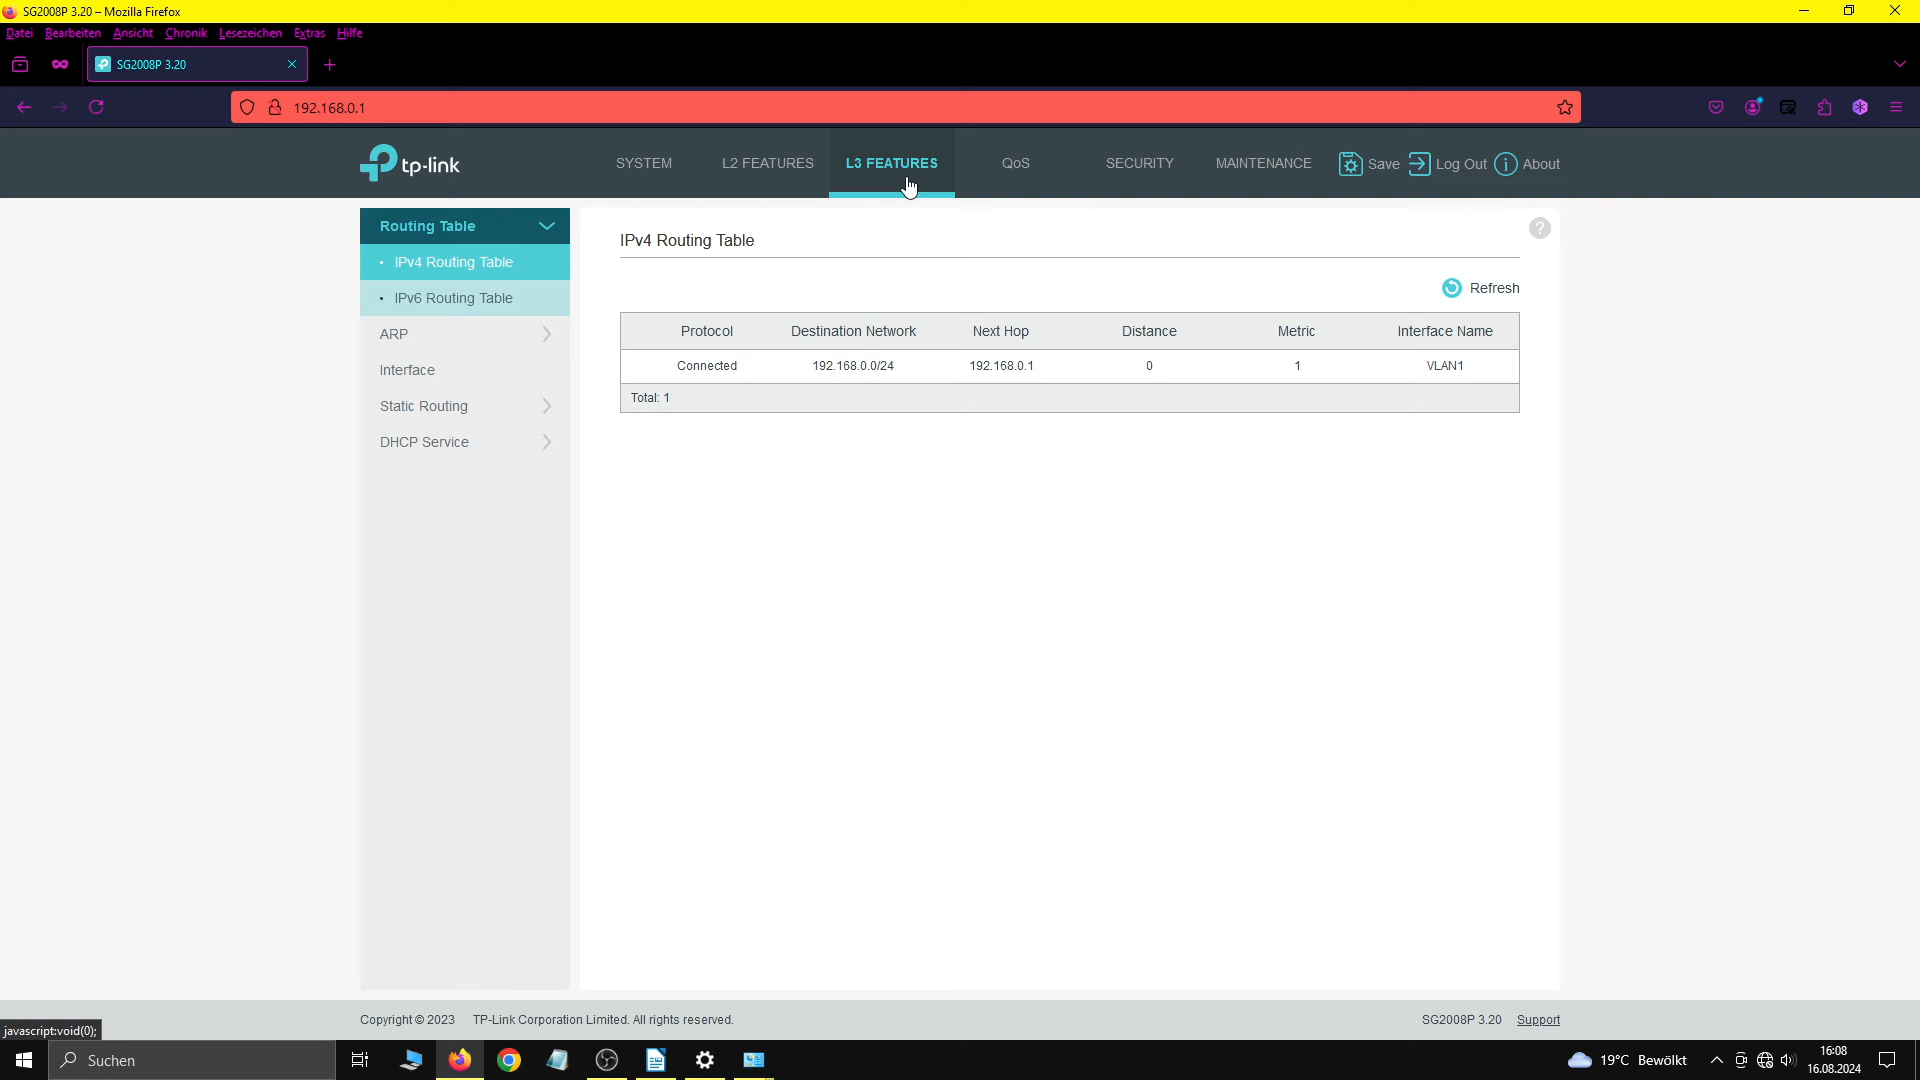 SG2008P 3.20 – Mozilla Firefox
Datei Bearbeiten Ansicht Chronik Lesezeichen Extras Hilfe
SG2008P 3.20
192.168.0.1
tp-link
SYSTEM L2 FEATURES L3 FEATURES QoS SECURITY MAINTENANCE Save Log Out About
Routing Table
IPv4 Routing Table
IPv6 Routing Table
ARP
Interface
Static Routing
DHCP Service
IPv4 Routing Table
?
Refresh
Protocol Destination Network Next Hop Distance Metric Interface Name
Connected 192.168.0.0/24 192.168.0.1 0 1 VLAN1
Total: 1
Copyright © 2023 TP-Link Corporation Limited. All rights reserved.
SG2008P 3.20 Support
javascript:void(0);
Suchen
19°C Bewölkt
16:08
16.08.2024